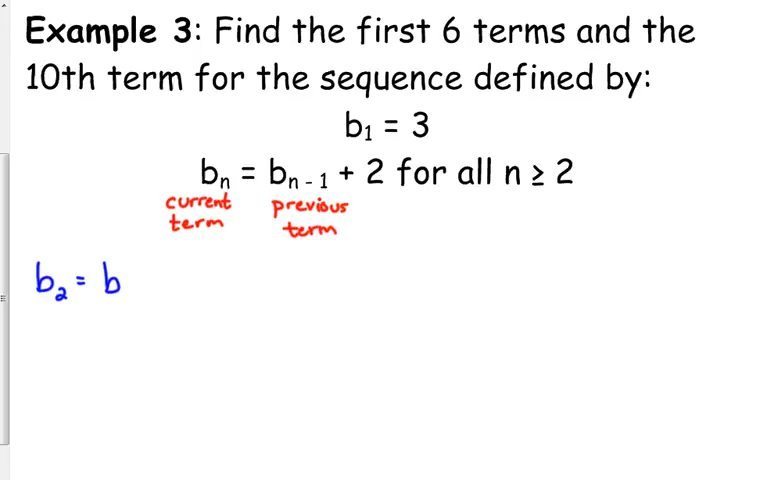 Example 3: Find the first 6 terms and the
10th term for the sequence defined by:
b₁ = 3
bₙ = bₙ ₋ ₁ + 2 for all n ≥ 2
current previous
term term
b₂ = b